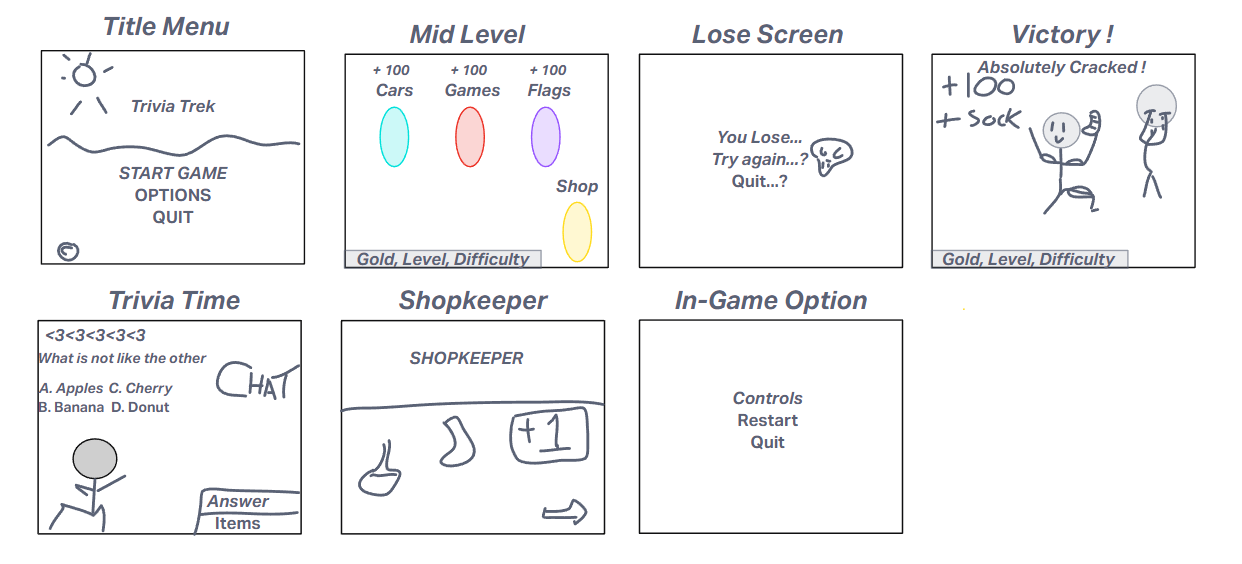 Title Menu
Trivia Trek
START GAME
OPTIONS
QUIT
Mid Level
+ 100 + 100 + 100
Cars Games Flags
Shop
Gold, Level, Difficulty
Lose Screen
You Lose...
Try again...?
Quit...?
Victory !
Absolutely Cracked !
+100
+ Sock
Gold, Level, Difficulty
Trivia Time
<3<3<3<3<3
What is not like the other
A. Apples C. Cherry
B. Banana D. Donut
CHAT
Answer
Items
Shopkeeper
SHOPKEEPER
+1
In-Game Option
Controls
Restart
Quit